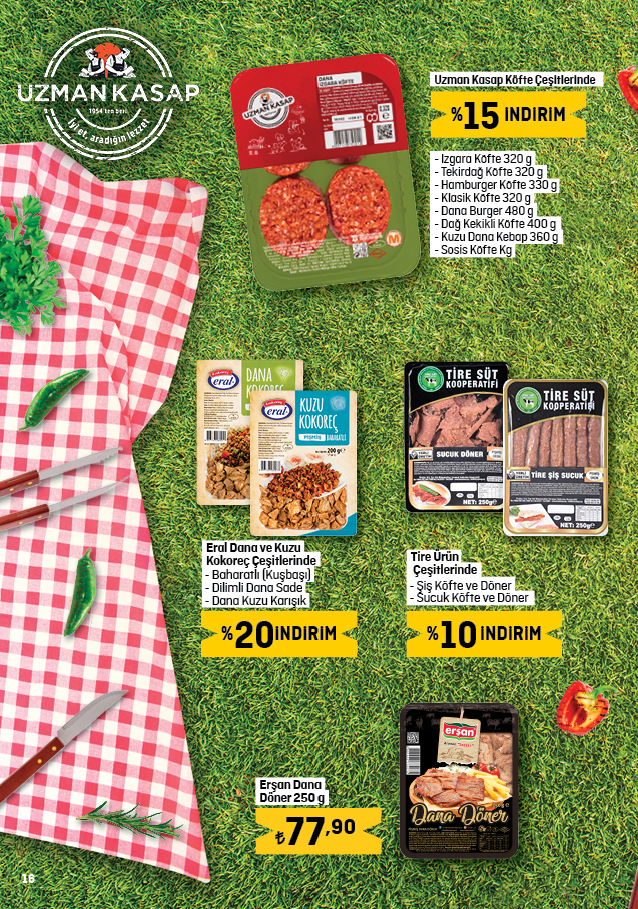 UZMAN KASAP
1954'ten beri
İyi et, aradığın lezzet
DANA
IZGARA KÖFTE
UZMAN KASAP
M
Uzman Kasap Köfte Çeşitlerinde
%15 İNDİRİM
- Izgara Köfte 320 g
- Tekirdağ Köfte 320 g
- Hamburger Köfte 330 g
- Klasik Köfte 320 g
- Dana Burger 480 g
- Dağ Kekikli Köfte 400 g
- Kuzu Dana Kebap 360 g
- Sosis Köfte Kg
eral
DANA
KOKOREÇ
eral
KUZU
KOKOREÇ
PİŞMİŞ BAHARATLI
200 g
Eral Dana ve Kuzu
Kokoreç Çeşitlerinde
- Baharatlı (Kuşbaşı)
- Dilimli Dana Sade
- Dana Kuzu Karışık
%20 İNDİRİM
TİRE SÜT
KOOPERATİFİ
SUCUK DÖNER
NET: 250g
TİRE SÜT
KOOPERATİFİ
TİRE ŞİŞ SUCUK
NET: 250g
Tire Ürün
Çeşitlerinde
- Şiş Köfte ve Döner
- Sucuk Köfte ve Döner
%10 İNDİRİM
erşan
Dana Döner
Erşan Dana
Döner 250 g
₺77,90
18